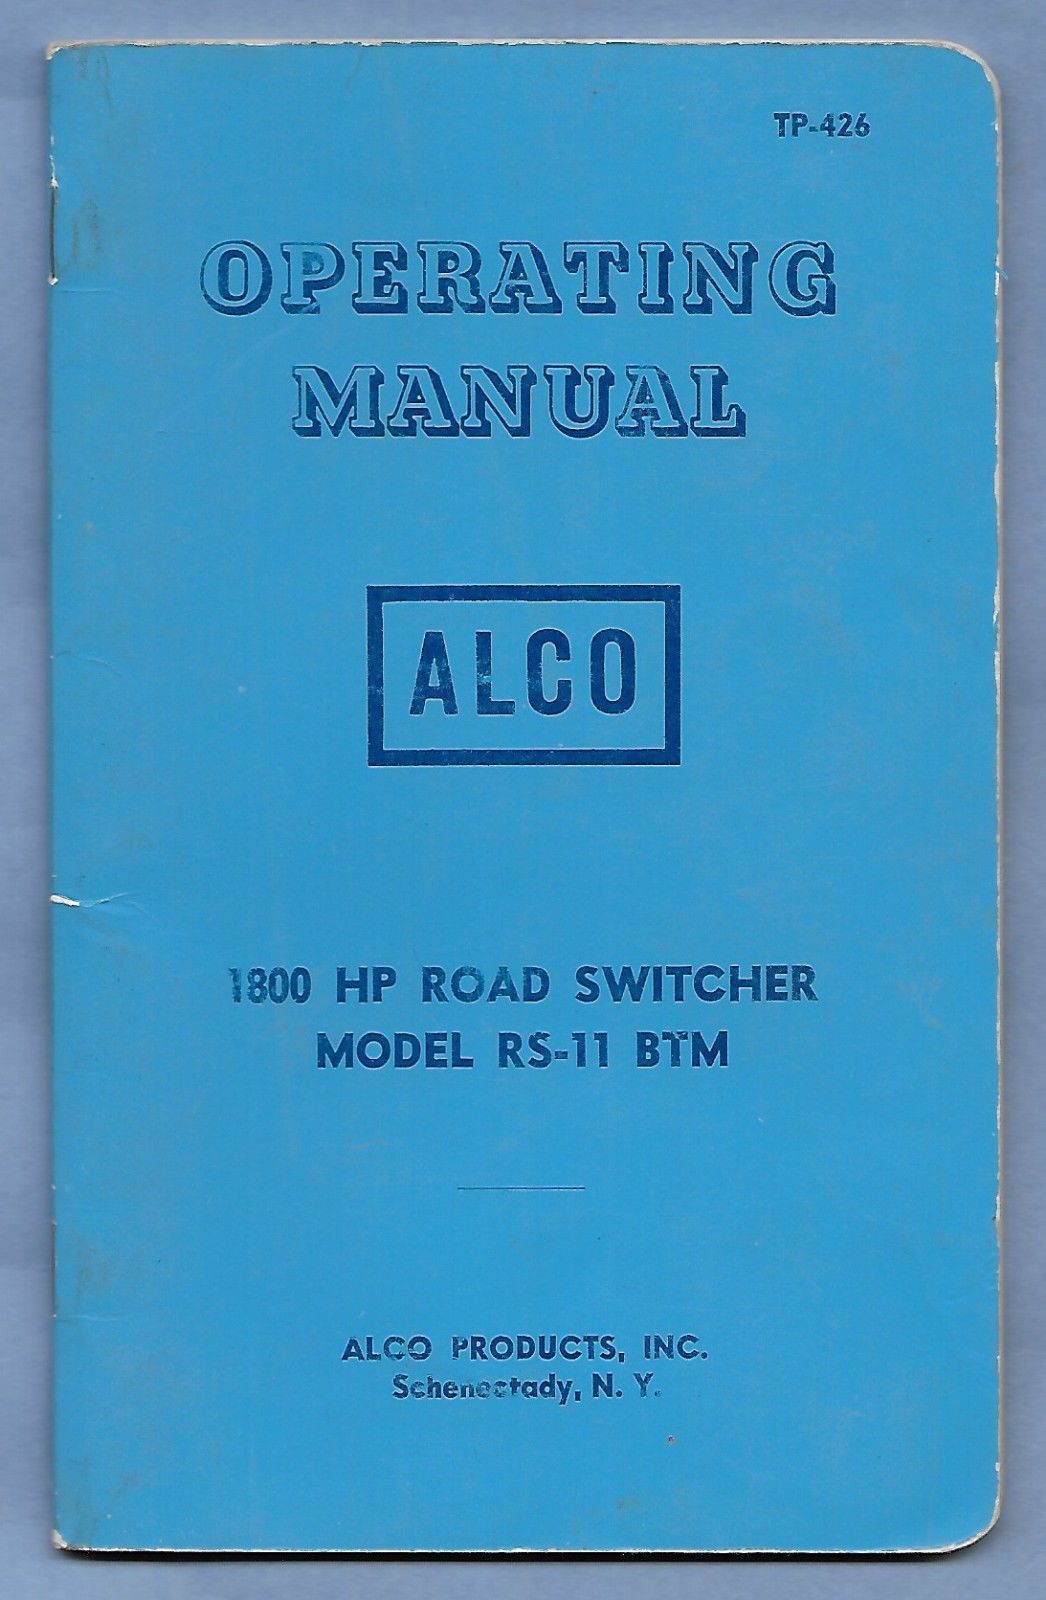 TP-426
OPERATING
MANUAL
ALCO
1800 HP ROAD SWITCHER
MODEL RS-11 BTM
ALCO PRODUCTS, INC.
Schenectady, N. Y.